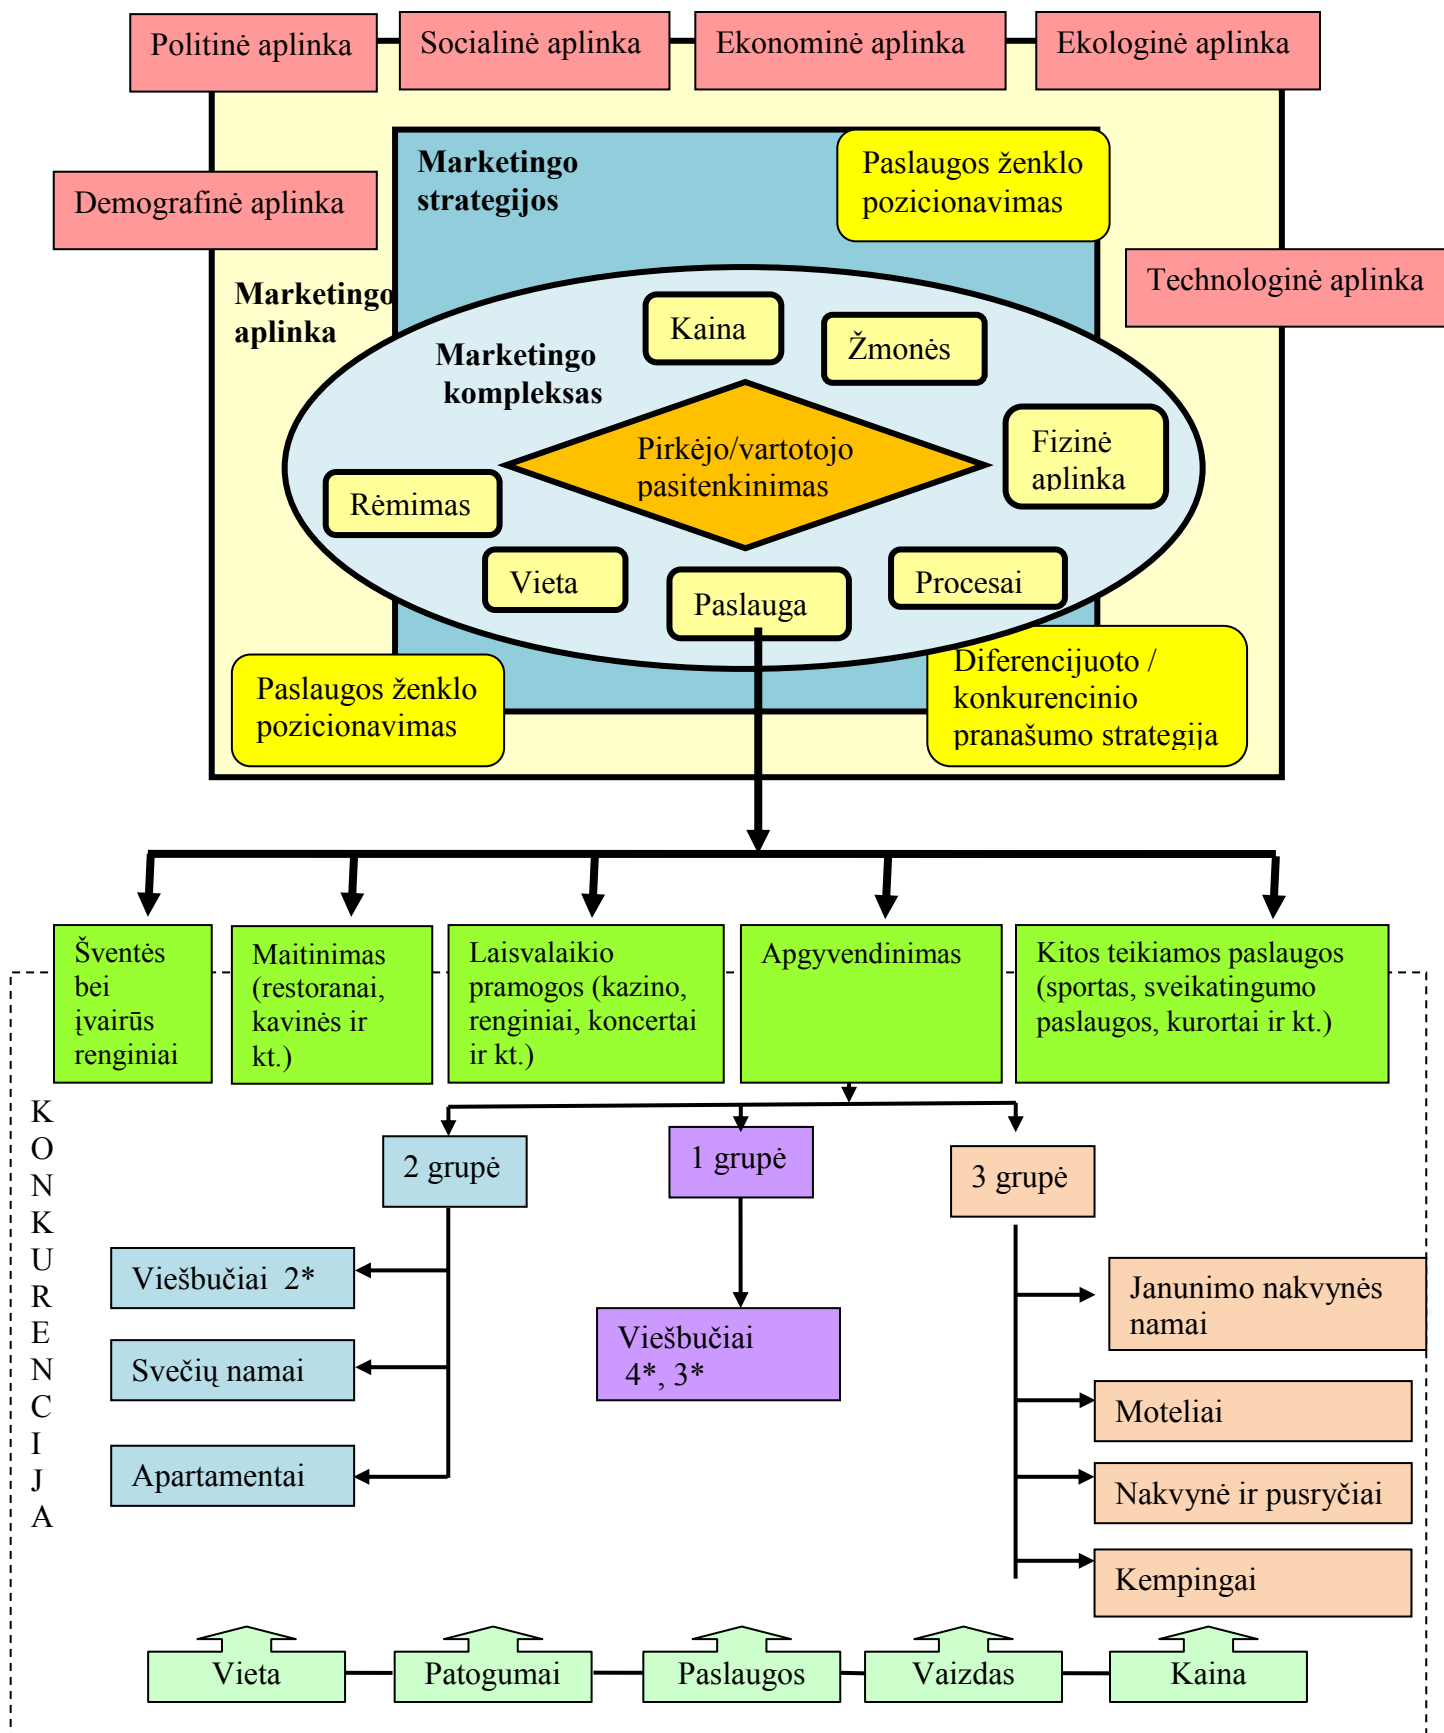 Politinė aplinka
Socialinė aplinka
Ekonominė aplinka
Ekologinė aplinka
Demografinė aplinka
Technologinė aplinka
Marketingo
aplinka
Marketingo
strategijos
Paslaugos ženklo
pozicionavimas
Marketingo
kompleksas
Kaina
Žmonės
Fizinė
aplinka
Pirkėjo/vartotojo
pasitenkinimas
Rėmimas
Vieta
Paslauga
Procesai
Paslaugos ženklo
pozicionavimas
Diferencijuoto /
konkurencinio
pranašumo strategija
Šventės
bei
įvairūs
renginiai
Maitinimas
(restoranai,
kavinės ir
kt.)
Laisvalaikio
pramogos (kazino,
renginiai, koncertai
ir kt.)
Apgyvendinimas
Kitos teikiamos paslaugos
(sportas, sveikatingumo
paslaugos, kurortai ir kt.)
K
O
N
K
U
R
E
N
C
I
J
A
2 grupė
1 grupė
3 grupė
Viešbučiai 2*
Svečių namai
Apartamentai
Viešbučiai
4*, 3*
Janunimo nakvynės
namai
Moteliai
Nakvynė ir pusryčiai
Kempingai
Vieta
Patogumai
Paslaugos
Vaizdas
Kaina